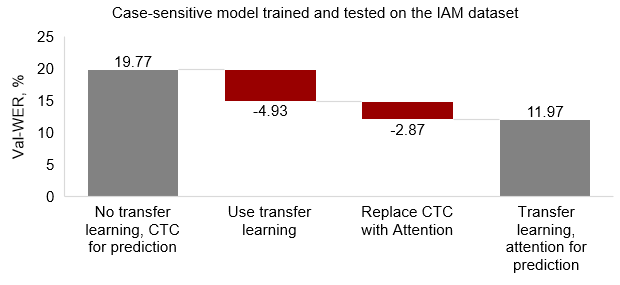 Case-sensitive model trained and tested on the IAM dataset
Val-WER, %
25
20
15
10
5
0
19.77
-4.93
-2.87
11.97
No transfer
learning, CTC
for prediction
Use transfer
learning
Replace CTC
with Attention
Transfer
learning,
attention for
prediction